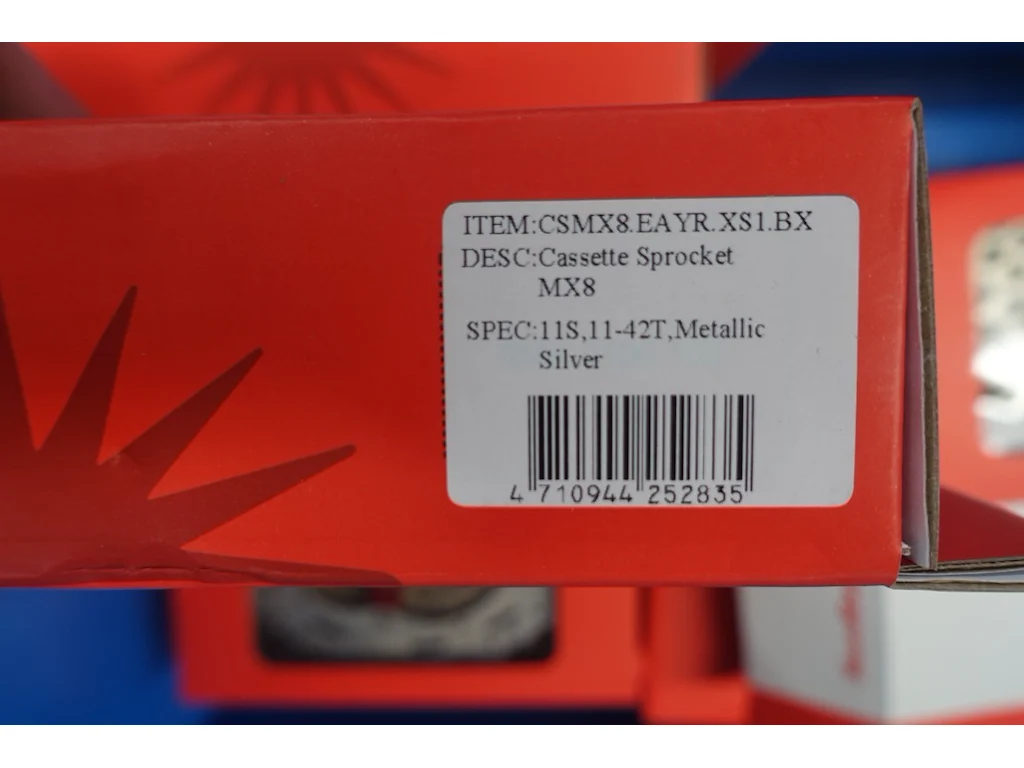 ITEM:CSMX8.EAYR.XS1.BX
DESC:Cassette Sprocket
MX8
SPEC:11S,11-42T,Metallic
Silver
4 710944 252835